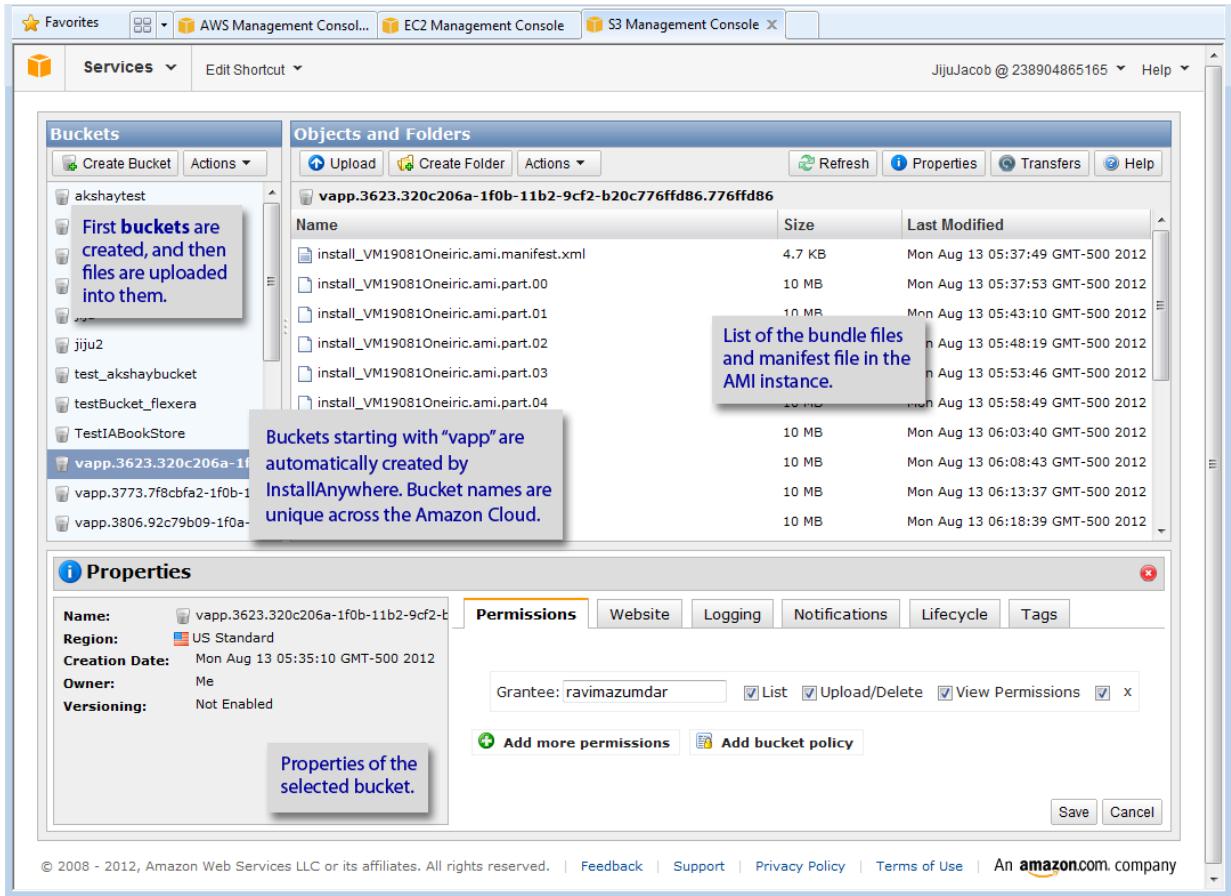 Favorites
AWS Management Consol...
EC2 Management Console
S3 Management Console X
Services
Edit Shortcut
JijuJacob @ 238904865165
Help
Buckets
Create Bucket
Actions
akshaytest
First buckets are
created, and then
files are uploaded
into them.
jiju2
test_akshaybucket
testBucket_flexera
TestIABookStore
vapp.3623.320c206a-1f
vapp.3773.7f8cbfa2-1f0b-1
vapp.3806.92c79b09-1f0a-
Buckets starting with "vapp" are
automatically created by
InstallAnywhere. Bucket names are
unique across the Amazon Cloud.
Objects and Folders
Upload
Create Folder
Actions
Refresh
Properties
Transfers
Help
vapp.3623.320c206a-1f0b-11b2-9cf2-b20c776ffd86.776ffd86
Name Size Last Modified
install_VM19081Oneiric.ami.manifest.xml 4.7 KB Mon Aug 13 05:37:49 GMT-500 2012
install_VM19081Oneiric.ami.part.00 10 MB Mon Aug 13 05:37:53 GMT-500 2012
install_VM19081Oneiric.ami.part.01 10 MB Mon Aug 13 05:43:10 GMT-500 2012
install_VM19081Oneiric.ami.part.02 Aug 13 05:48:19 GMT-500 2012
install_VM19081Oneiric.ami.part.03 Aug 13 05:53:46 GMT-500 2012
install_VM19081Oneiric.ami.part.04 10 MB Mon Aug 13 05:58:49 GMT-500 2012
10 MB Mon Aug 13 06:03:40 GMT-500 2012
10 MB Mon Aug 13 06:08:43 GMT-500 2012
10 MB Mon Aug 13 06:13:37 GMT-500 2012
10 MB Mon Aug 13 06:18:39 GMT-500 2012
List of the bundle files
and manifest file in the
AMI instance.
Properties
Name: vapp.3623.320c206a-1f0b-11b2-9cf2-b
Region: US Standard
Creation Date: Mon Aug 13 05:35:10 GMT-500 2012
Owner: Me
Versioning: Not Enabled
Properties of the
selected bucket.
Permissions
Website
Logging
Notifications
Lifecycle
Tags
Grantee: ravimazumdar List Upload/Delete View Permissions x
Add more permissions
Add bucket policy
Save
Cancel
© 2008 - 2012, Amazon Web Services LLC or its affiliates. All rights reserved. | Feedback | Support | Privacy Policy | Terms of Use | An amazon.com. company